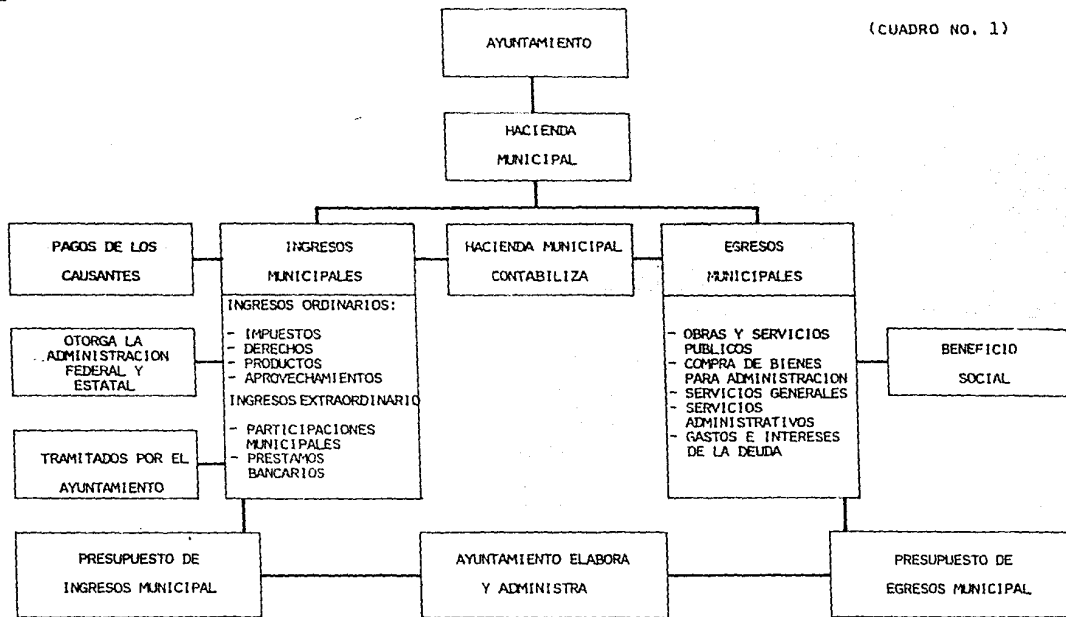 (CUADRO NO. 1)
AYUNTAMIENTO
HACIENDA
MUNICIPAL
PAGOS DE LOS
CAUSANTES
INGRESOS
MUNICIPALES
HACIENDA MUNICIPAL
CONTABILIZA
EGRESOS
MUNICIPALES
INGRESOS ORDINARIOS:
- IMPUESTOS
- DERECHOS
- PRODUCTOS
- APROVECHAMIENTOS
INGRESOS EXTRAORDINARIO
- PARTICIPACIONES
MUNICIPALES
- PRESTAMOS
BANCARIOS
OTORGA LA
ADMINISTRACION
FEDERAL Y
ESTATAL
TRAMITADOS POR EL
AYUNTAMIENTO
- OBRAS Y SERVICIOS
PUBLICOS
- COMPRA DE BIENES
PARA ADMINISTRACION
- SERVICIOS GENERALES
- SERVICIOS
ADMINISTRATIVOS
- GASTOS E INTERESES
DE LA DEUDA
BENEFICIO
SOCIAL
PRESUPUESTO DE
INGRESOS MUNICIPAL
AYUNTAMIENTO ELABORA
Y ADMINISTRA
PRESUPUESTO DE
EGRESOS MUNICIPAL